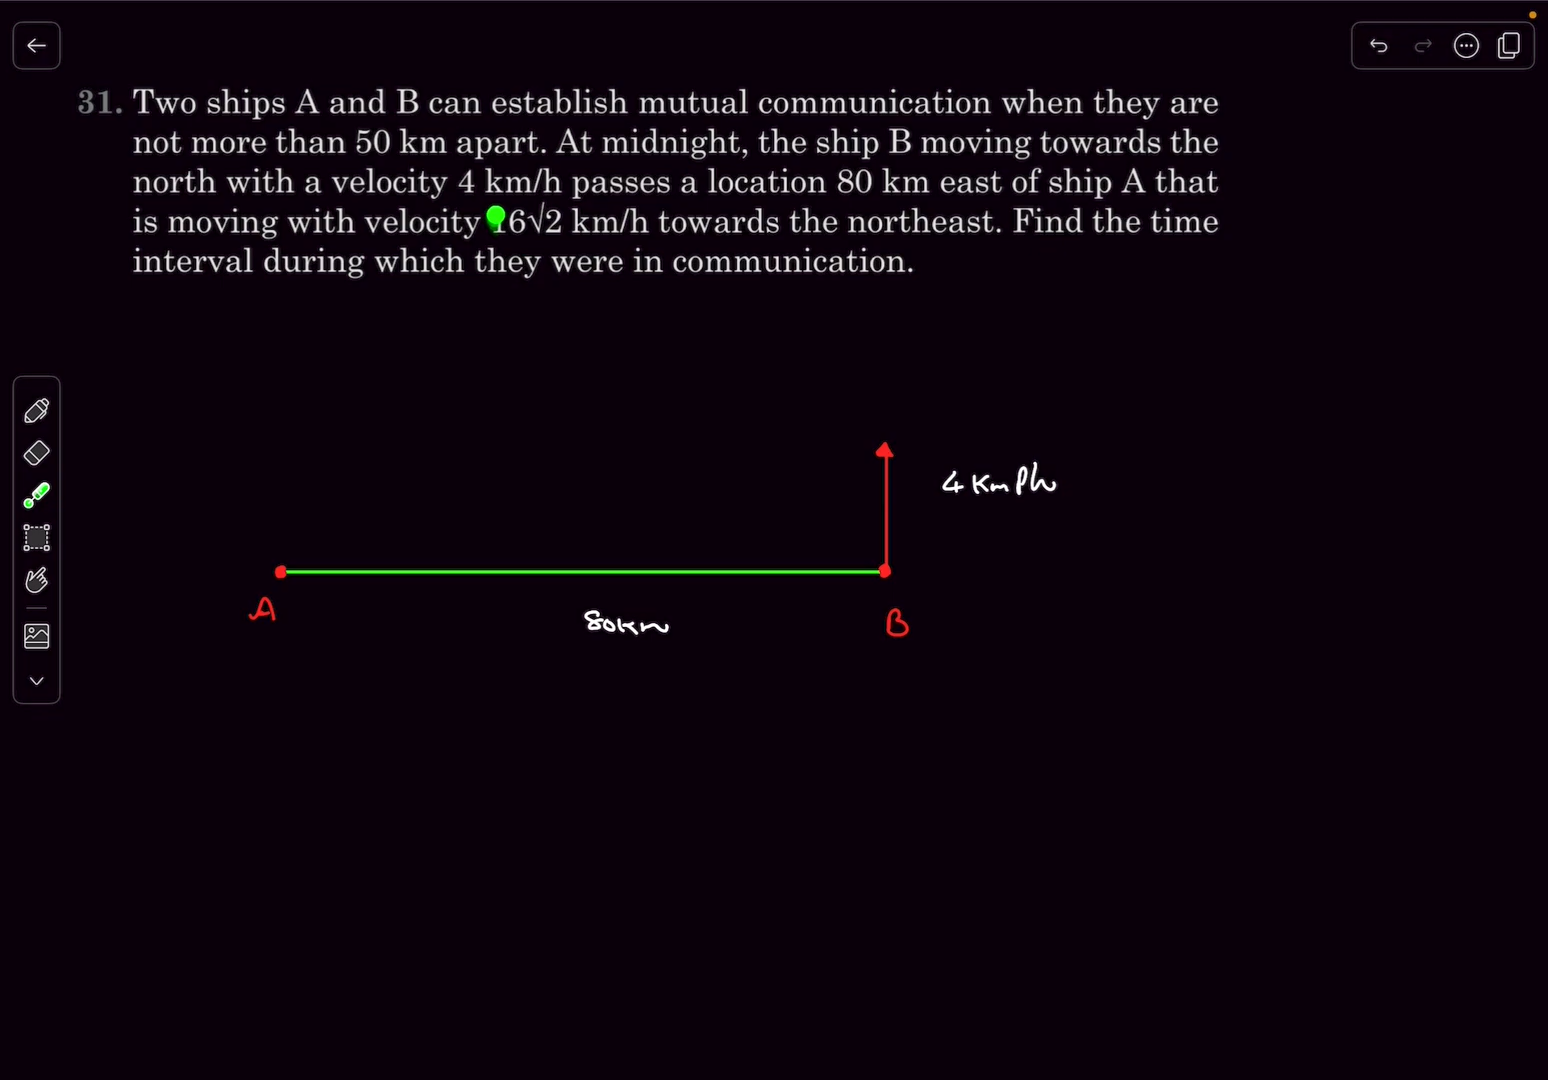 31. Two ships A and B can establish mutual communication when they are
not more than 50 km apart. At midnight, the ship B moving towards the
north with a velocity 4 km/h passes a location 80 km east of ship A that
is moving with velocity 16√2 km/h towards the northeast. Find the time
interval during which they were in communication.
4 Km Ph
A
80Km
B